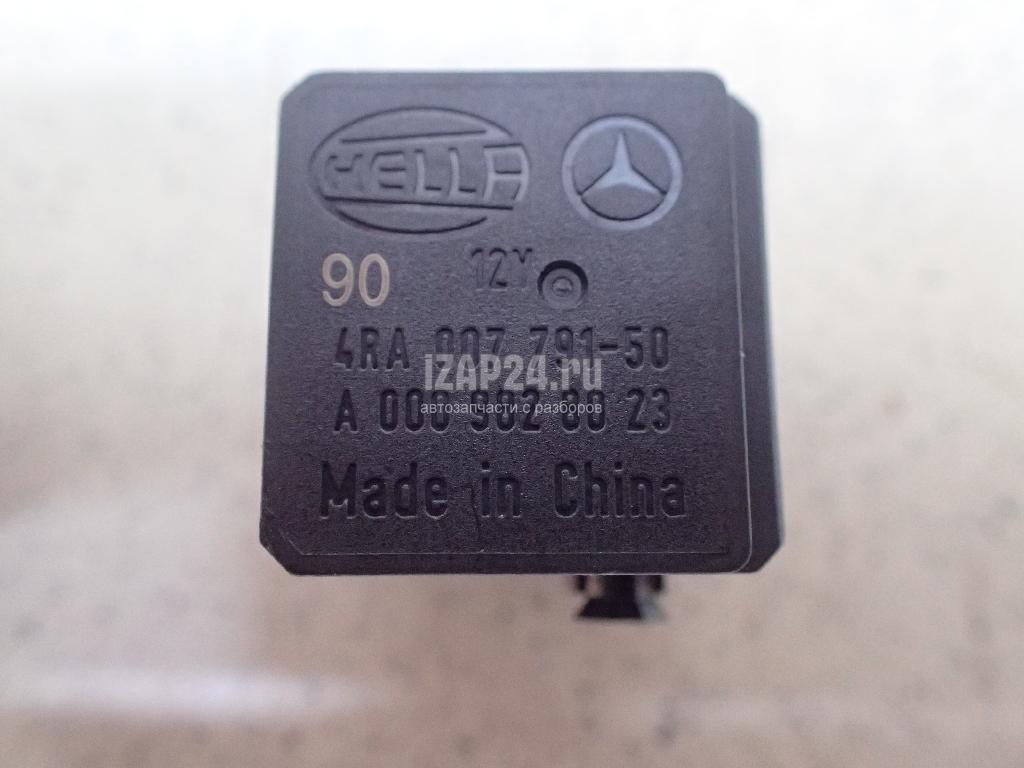 HELLA
90 12V
4RA 007 791-50
IZAP24.ru
A 000 982 80 23
автозапчасти с разборов
Made in China